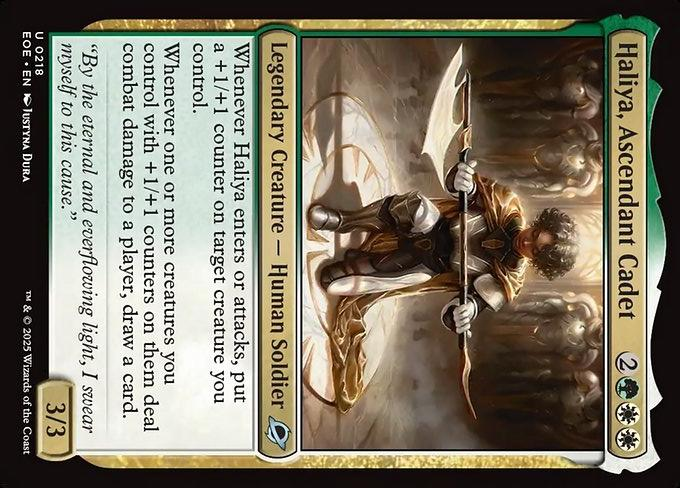 Haliya, Ascendant Cadet 2
Legendary Creature — Human Soldier
Whenever Haliya enters or attacks, put
a +1/+1 counter on target creature you
control.
Whenever one or more creatures you
control with +1/+1 counters on them deal
combat damage to a player, draw a card.
"By the eternal and everflowing light, I swear
myself to this cause."
3/3
U 0218
EOE • EN JUSTYNA DURA
™ & © 2025 Wizards of the Coast